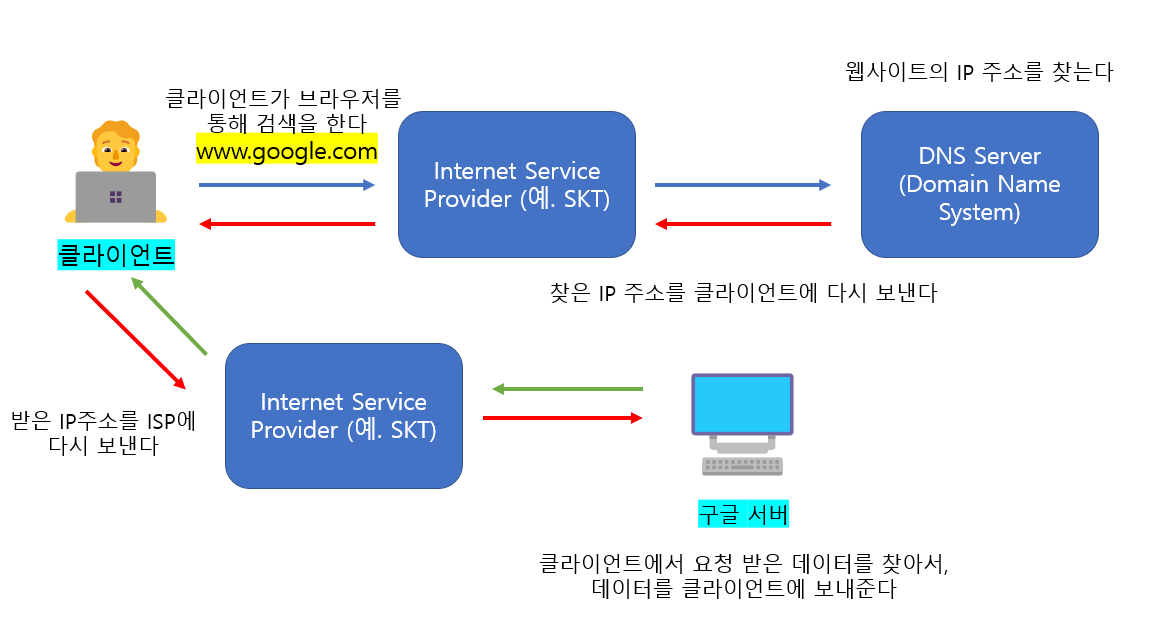 웹사이트의 IP 주소를 찾는다
클라이언트가 브라우저를
통해 검색을 한다
www.google.com
Internet Service
Provider (예. SKT)
DNS Server
(Domain Name
System)
클라이언트
찾은 IP 주소를 클라이언트에 다시 보낸다
Internet Service
Provider (예. SKT)
받은 IP주소를 ISP에
다시 보낸다
구글 서버
클라이언트에서 요청 받은 데이터를 찾아서,
데이터를 클라이언트에 보내준다